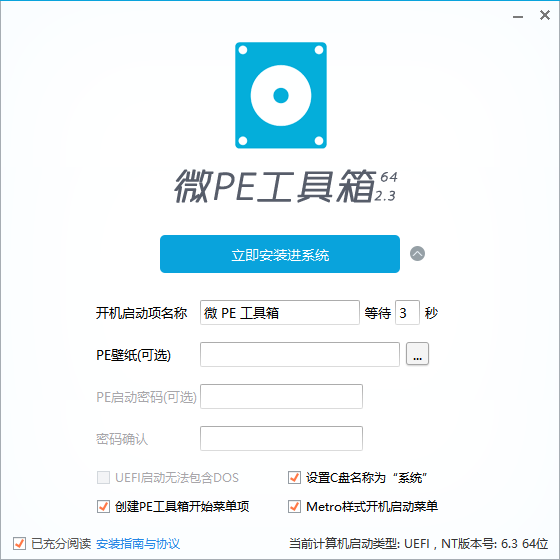 微PE工具箱 64
2.3
立即安装进系统
开机启动项名称 微 PE 工具箱 等待 3 秒
PE壁纸(可选) ...
PE启动密码(可选)
密码确认
UEFI启动无法包含DOS 设置C盘名称为“系统”
创建PE工具箱开始菜单项 Metro样式开机启动菜单
已充分阅读 安装指南与协议 当前计算机启动类型: UEFI , NT版本号: 6.3 64位